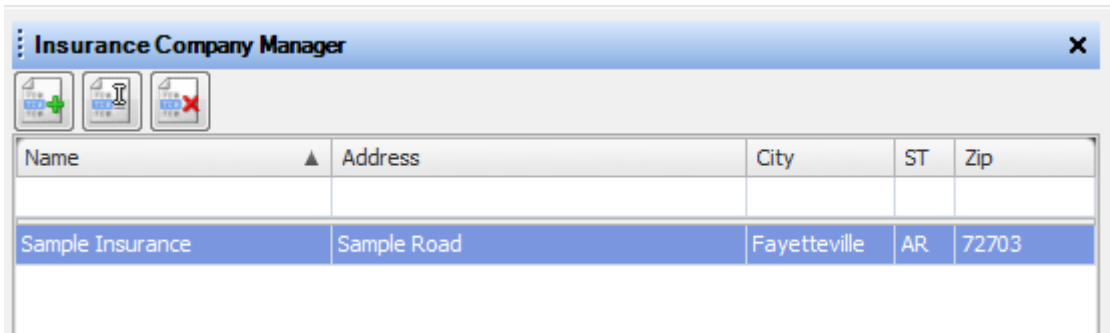 Insurance Company Manager
Name Address City ST Zip
Sample Insurance Sample Road Fayetteville AR 72703